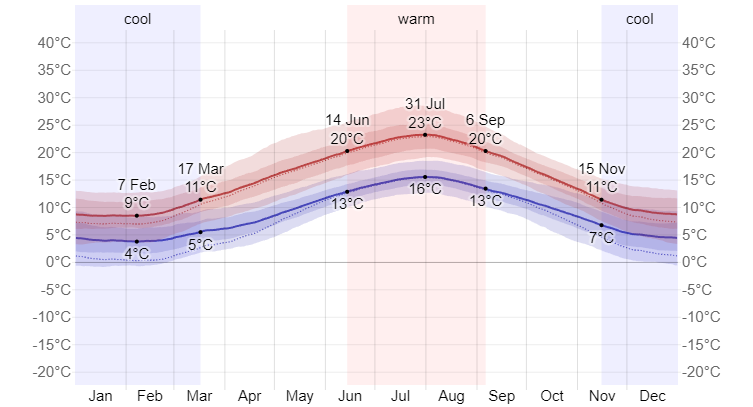 cool warm cool
40°C 40°C
35°C 35°C
30°C 30°C
25°C 25°C
20°C 20°C
15°C 15°C
10°C 10°C
5°C 5°C
0°C 0°C
-5°C -5°C
-10°C -10°C
-15°C -15°C
-20°C -20°C
7 Feb
9°C
4°C
17 Mar
11°C
5°C
14 Jun
20°C
13°C
31 Jul
23°C
16°C
6 Sep
20°C
13°C
15 Nov
11°C
7°C
Jan Feb Mar Apr May Jun Jul Aug Sep Oct Nov Dec